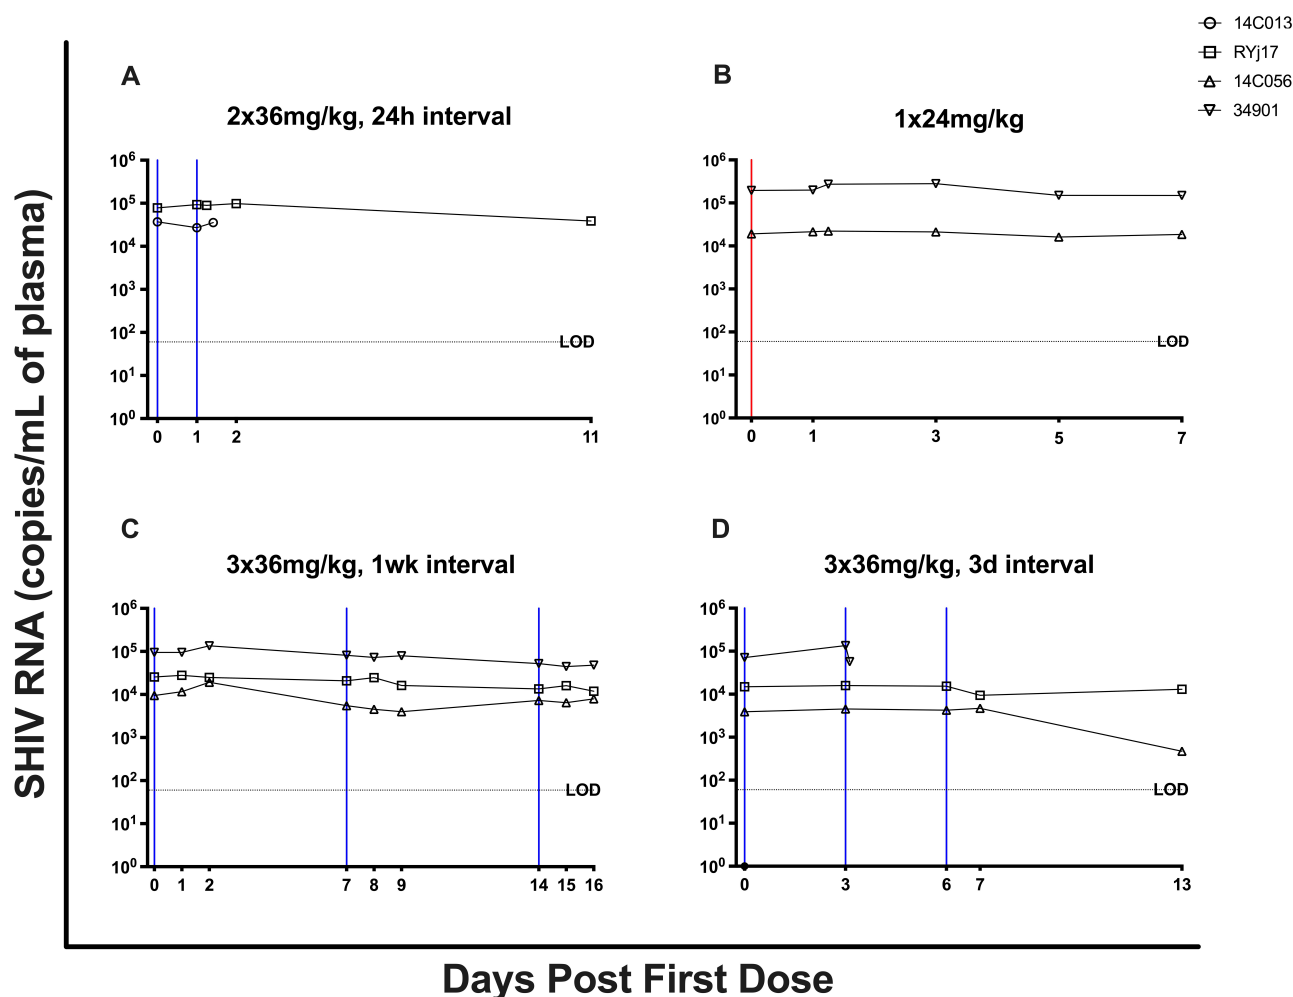 14C013
RYj17
14C056
34901
A
2x36mg/kg, 24h interval
10⁶
10⁵
10⁴
10³
10²
10¹
10⁰
LOD
0 1 2 11
B
1x24mg/kg
10⁶
10⁵
10⁴
10³
10²
10¹
10⁰
LOD
0 1 3 5 7
C
3x36mg/kg, 1wk interval
10⁶
10⁵
10⁴
10³
10²
10¹
10⁰
LOD
0 1 2 7 8 9 14 15 16
D
3x36mg/kg, 3d interval
10⁶
10⁵
10⁴
10³
10²
10¹
10⁰
LOD
0 3 6 7 13
SHIV RNA (copies/mL of plasma)
Days Post First Dose